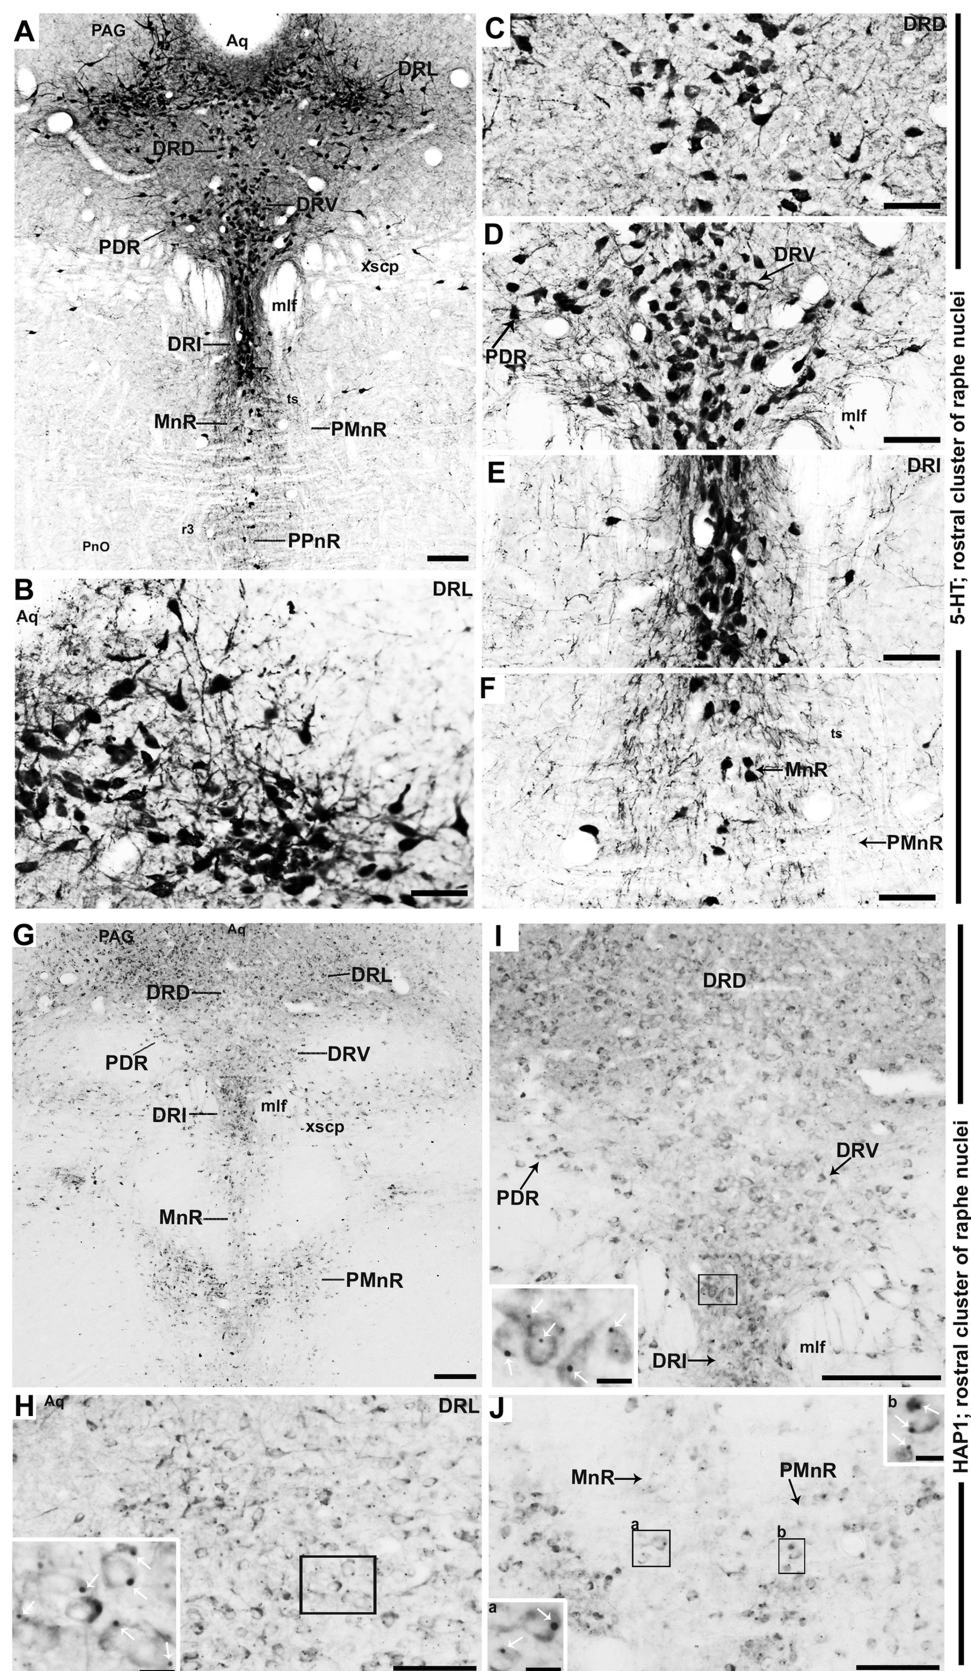 A
PAG
Aq
DRL
DRD
DRV
PDR
xscp
mlf
DRI
ts
MnR
PMnR
r3
PnO
PPnR
B
DRL
Aq
C
DRD
D
DRV
PDR
mlf
E
DRI
F
ts
MnR
PMnR
5-HT; rostral cluster of raphe nuclei
G
PAG
Aq
DRL
DRD
PDR
DRV
DRI
mlf
xscp
MnR
PMnR
H
Aq
DRL
I
DRD
DRV
PDR
DRI
mlf
J
b
MnR
PMnR
a
b
a
HAP1; rostral cluster of raphe nuclei